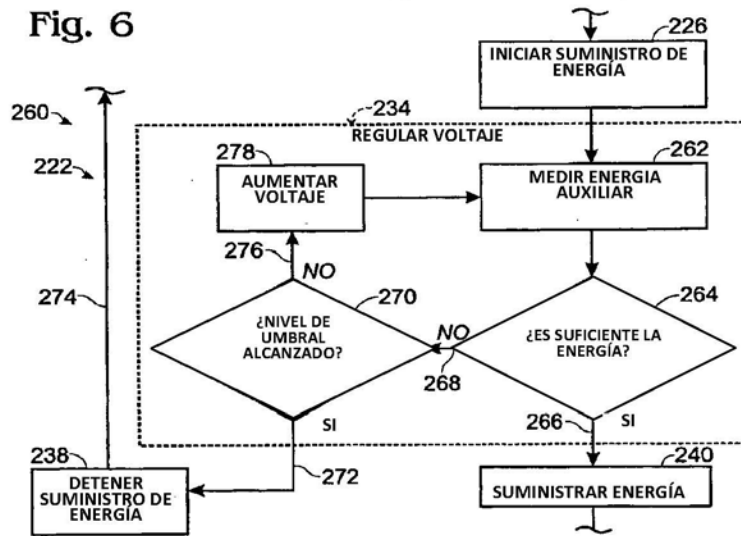 Fig. 6
226
INICIAR SUMINISTRO DE
ENERGÍA
260
234
REGULAR VOLTAJE
222
278
AUMENTAR
VOLTAJE
262
MEDIR ENERGIA
AUXILIAR
276
NO
270
264
274
¿NIVEL DE
UMBRAL
ALCANZADO?
NO
268
¿ES SUFICIENTE LA
ENERGÍA?
SI
266
SI
238
272
240
DETENER
SUMINISTRO DE
ENERGÍA
SUMINISTRAR ENERGÍA